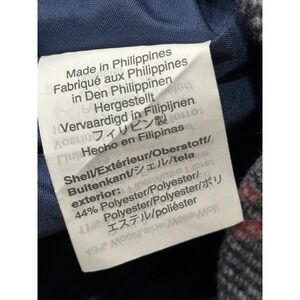 Made in Philippines
Fabriqué aux Philippines
in Den Philippinen
Hergestellt
Vervaardigd in Filipijnen
フィリピン製
Hecho en Filipinas
Shell/Extérieur/Oberstoff/
Buitenkant/シェル/tela
exterior:
44% Polyester/Polyester/
Polyester/Polyester/ポリ
エステル/poliéster